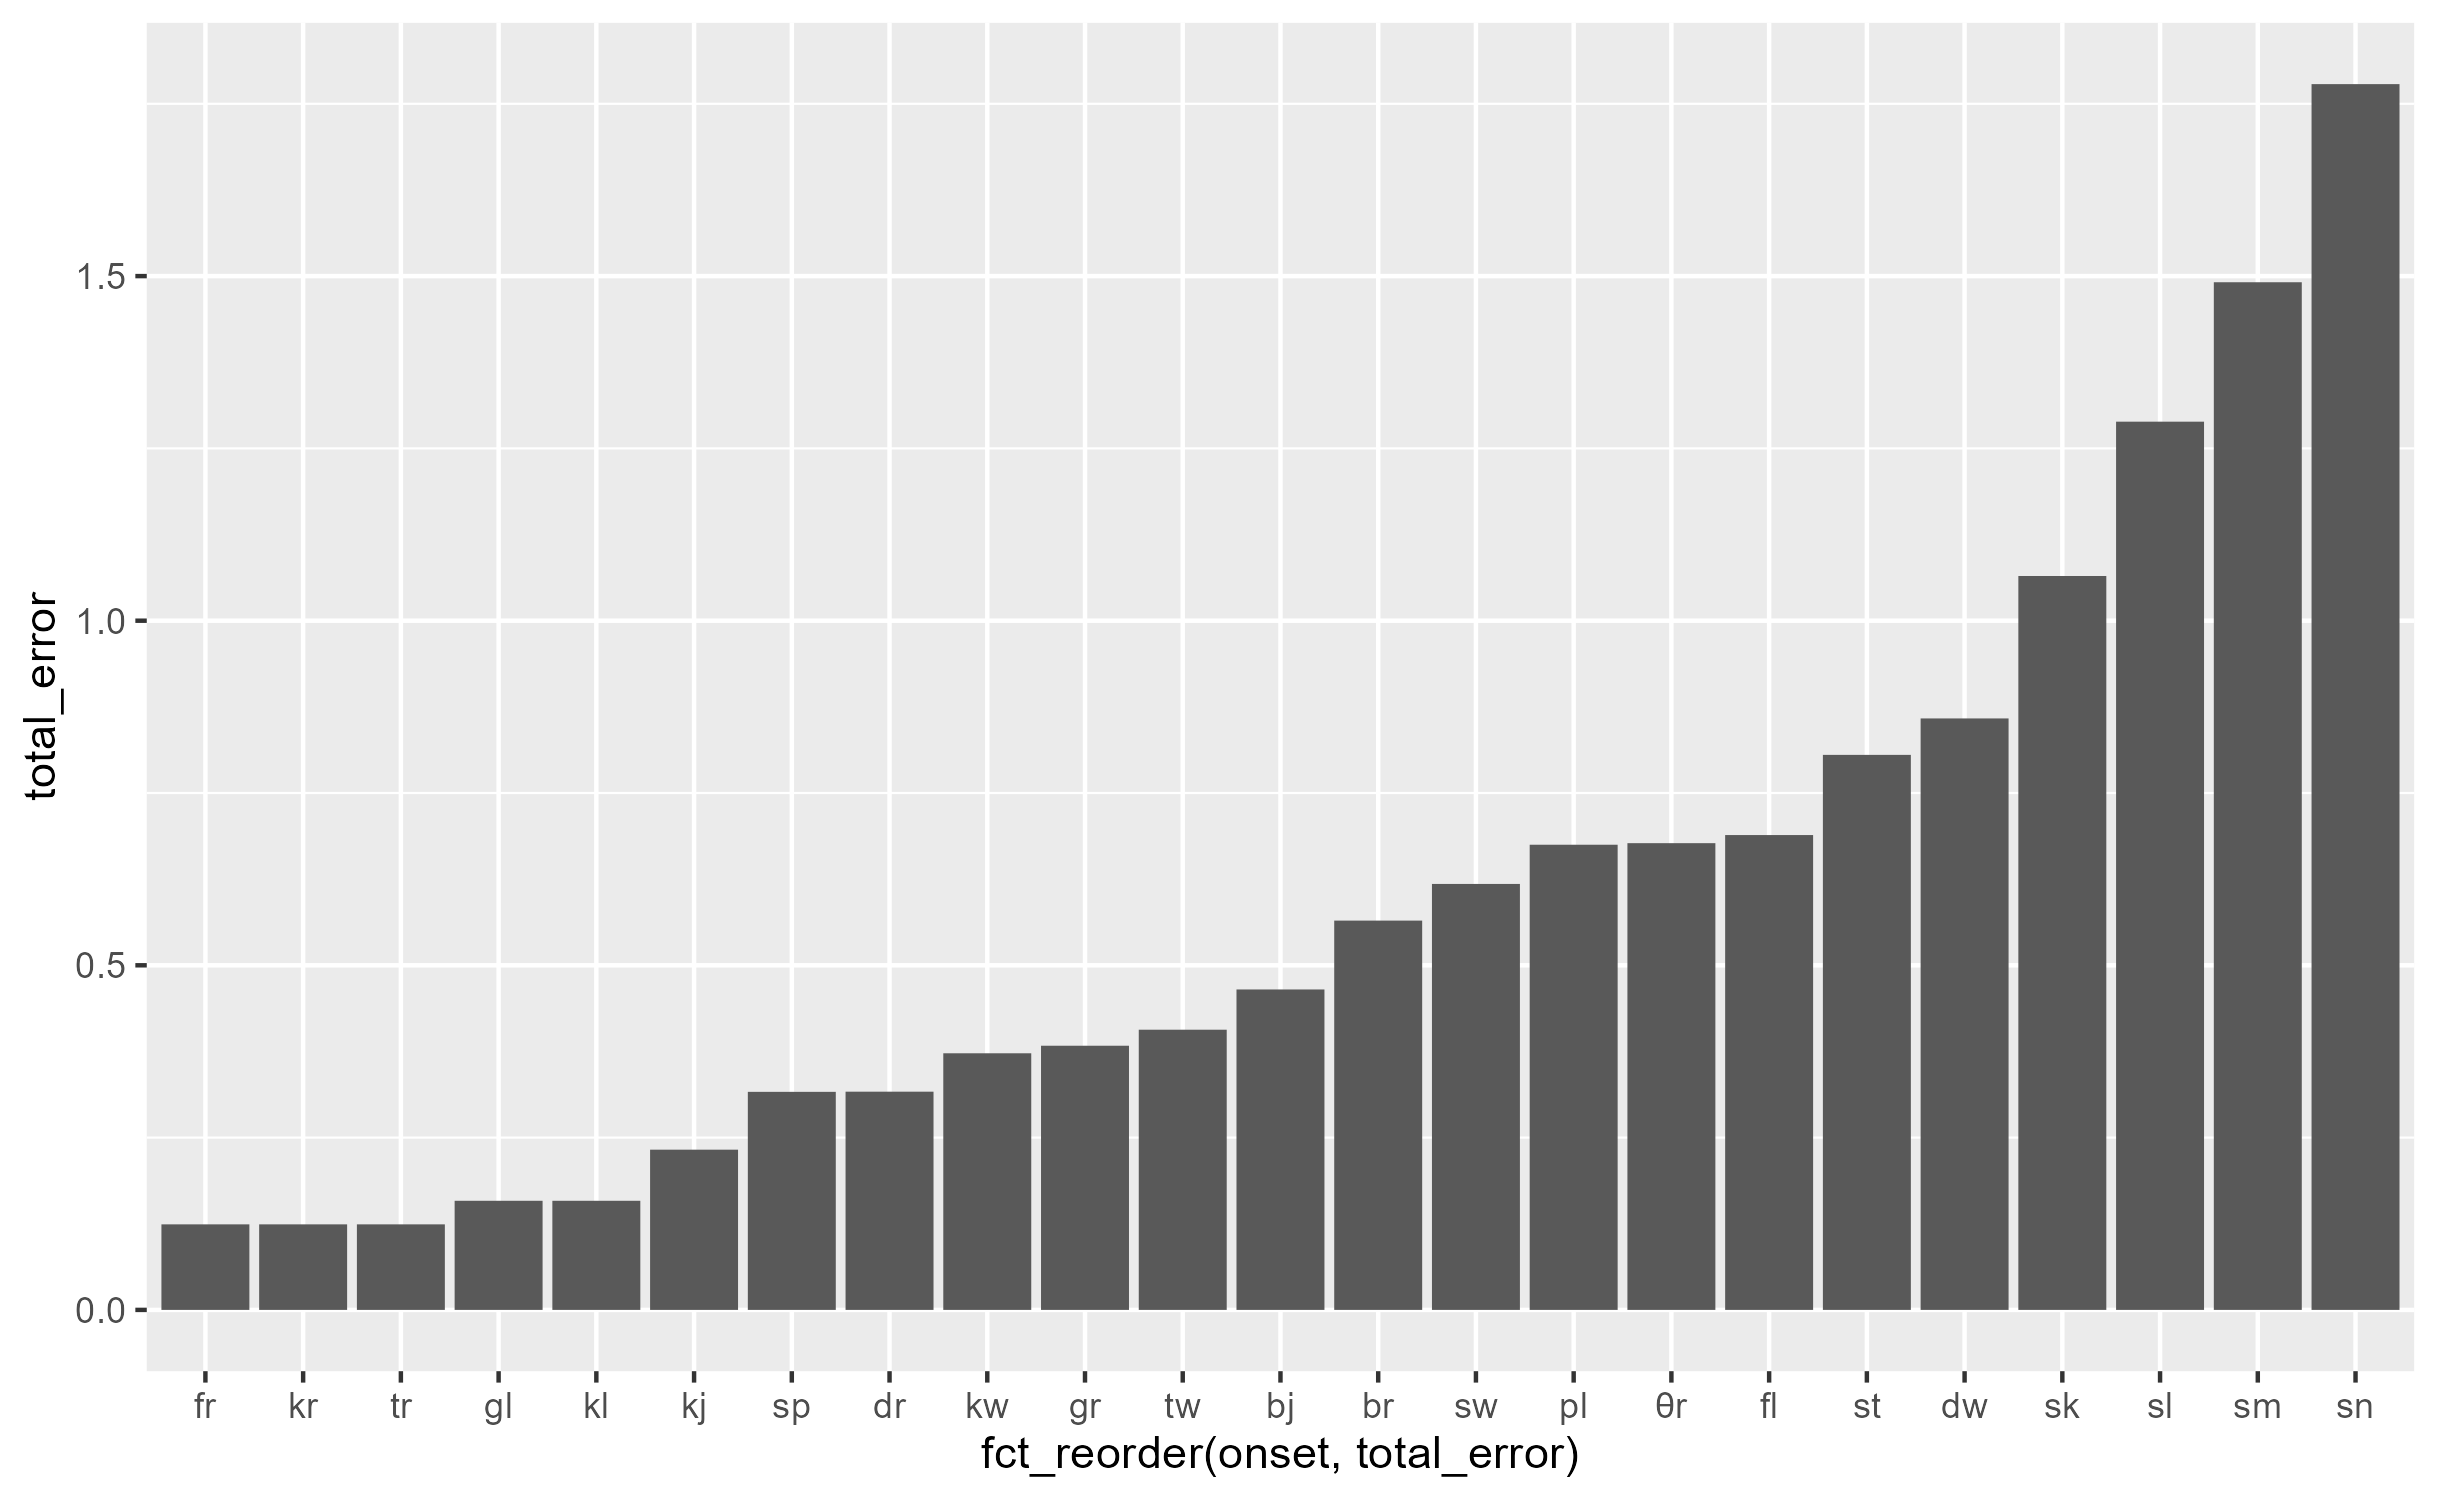 total_error
1.5
1.0
0.5
0.0
fr kr tr gl kl kj sp dr kw gr tw bj br sw pl θr fl st dw sk sl sm sn
fct_reorder(onset, total_error)